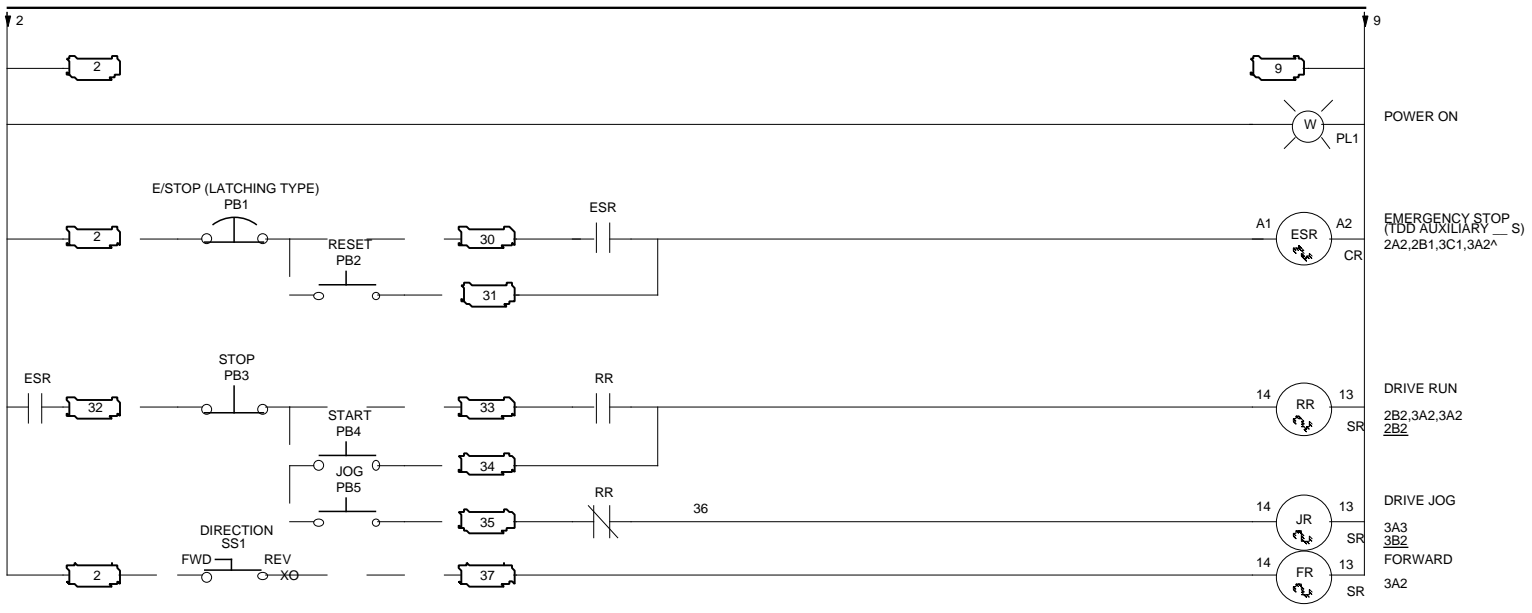 2 9
2 9
W PL1 POWER ON
E/STOP (LATCHING TYPE)
PB1
2 30 ESR A1 ESR A2 CR
EMERGENCY STOP
(TDD AUXILIARY __ S)
2A2,2B1,3C1,3A2^
RESET
PB2
31
ESR 32
STOP
PB3
33 RR 14 RR 13 SR
DRIVE RUN
2B2,3A2,3A2
2B2
START
PB4
34
JOG
PB5
35 RR 36 14 JR 13 SR
DRIVE JOG
3A3
3B2
DIRECTION
SS1
FWD REV
2 XO 37 14 FR 13 SR
FORWARD
3A2